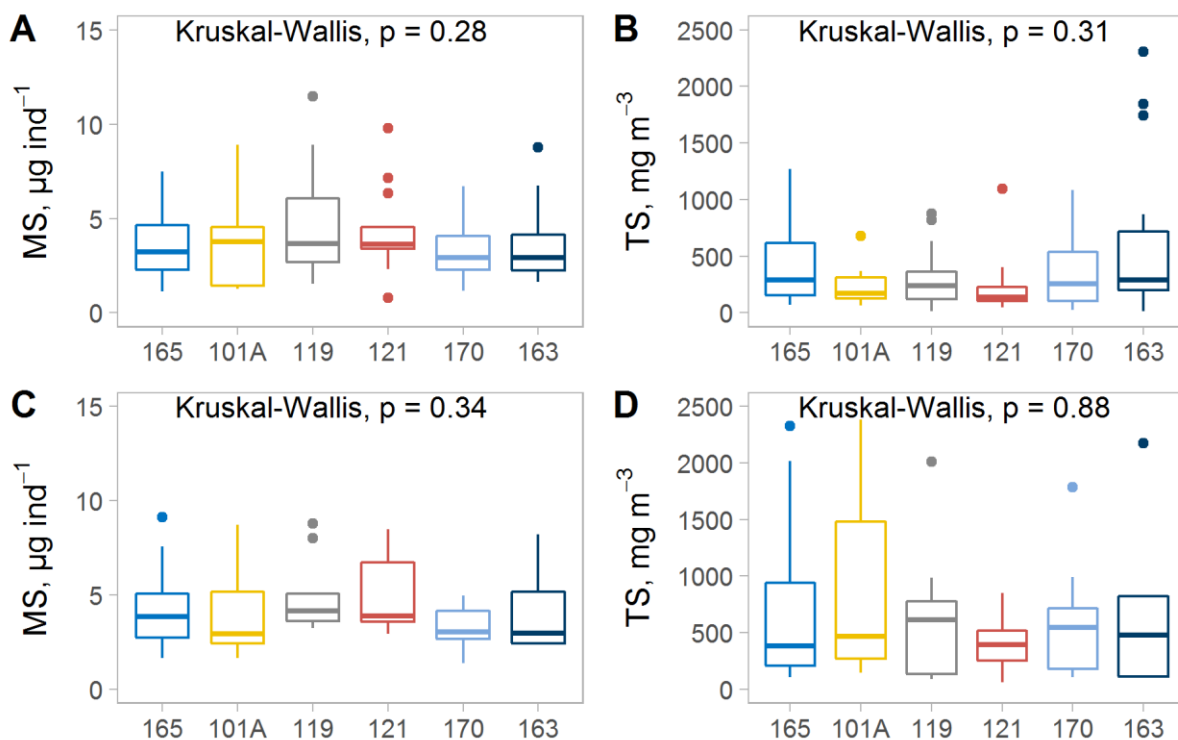 A
Kruskal-Wallis, p = 0.28
MS, µg ind⁻¹
15
10
5
0
165 101A 119 121 170 163
B
Kruskal-Wallis, p = 0.31
TS, mg m⁻³
2500
2000
1500
1000
500
0
165 101A 119 121 170 163
C
Kruskal-Wallis, p = 0.34
MS, µg ind⁻¹
15
10
5
0
165 101A 119 121 170 163
D
Kruskal-Wallis, p = 0.88
TS, mg m⁻³
2500
2000
1500
1000
500
0
165 101A 119 121 170 163